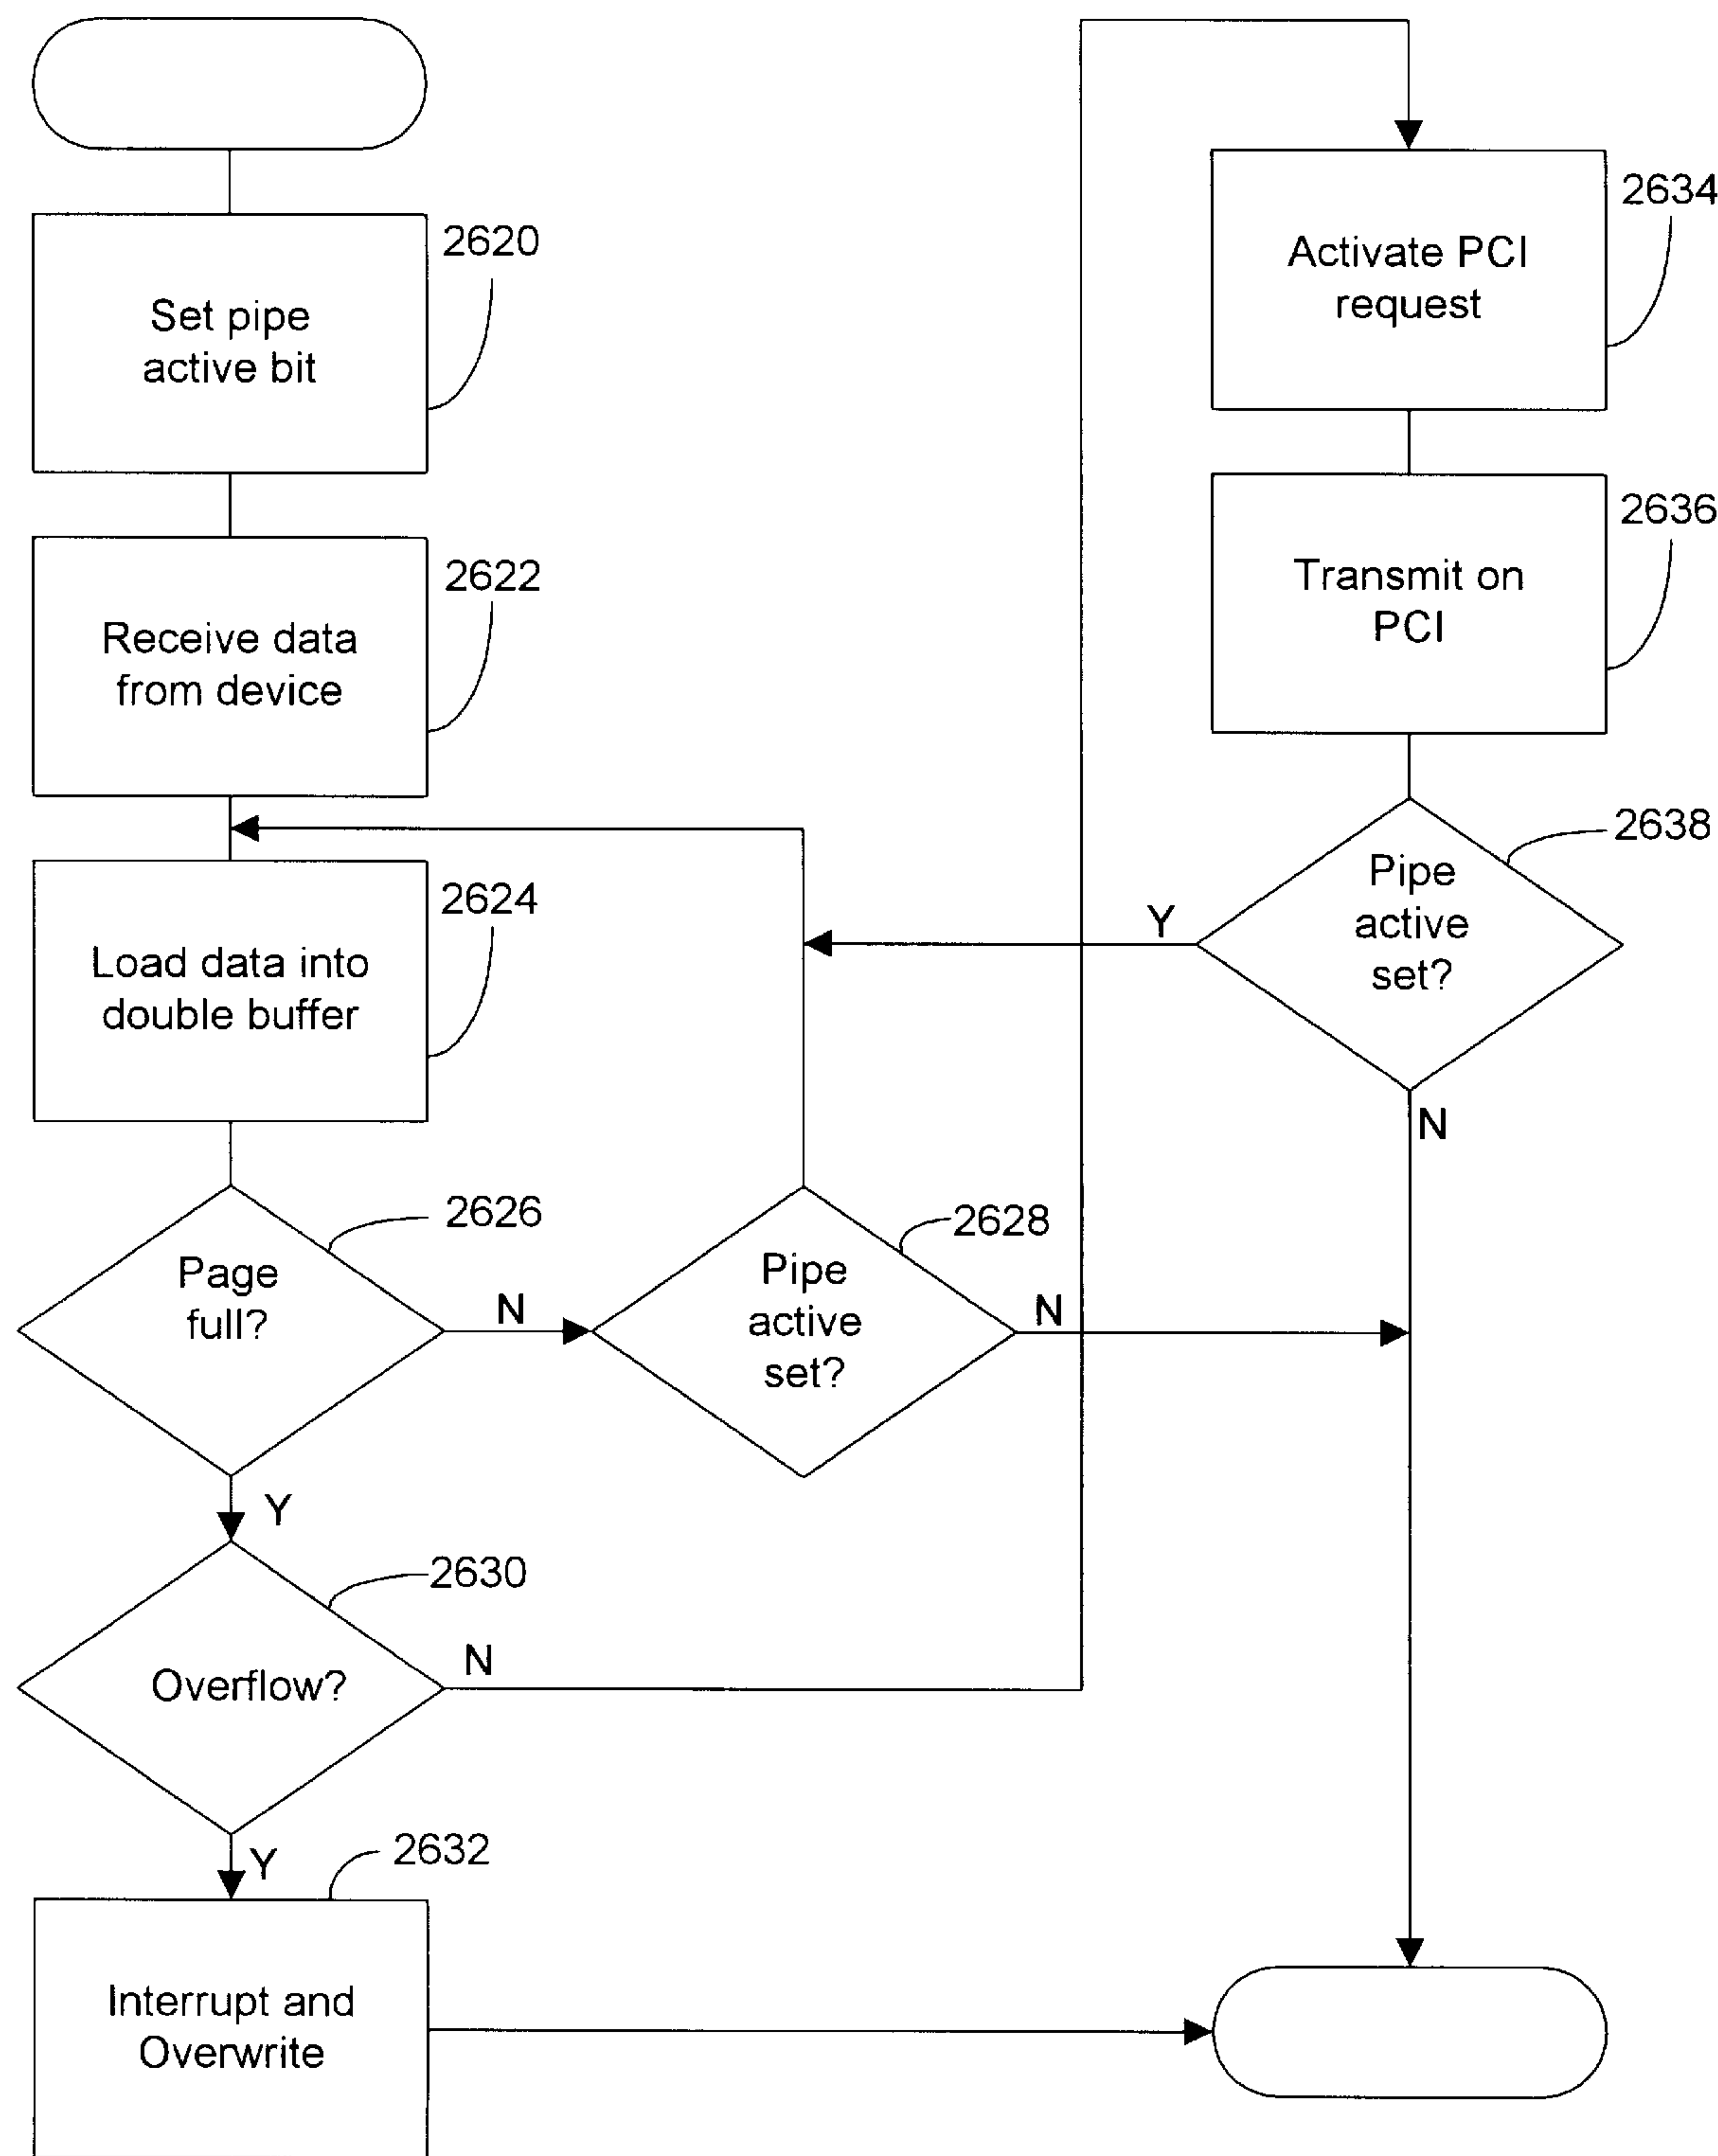 2620
Set pipe
active bit
2622
Receive data
from device
2624
Load data into
double buffer
2626
Page
full?
N
Y
2628
Pipe
active
set?
N
2630
Overflow?
N
Y
2632
Interrupt and
Overwrite
2634
Activate PCI
request
2636
Transmit on
PCI
2638
Pipe
active
set?
Y
N